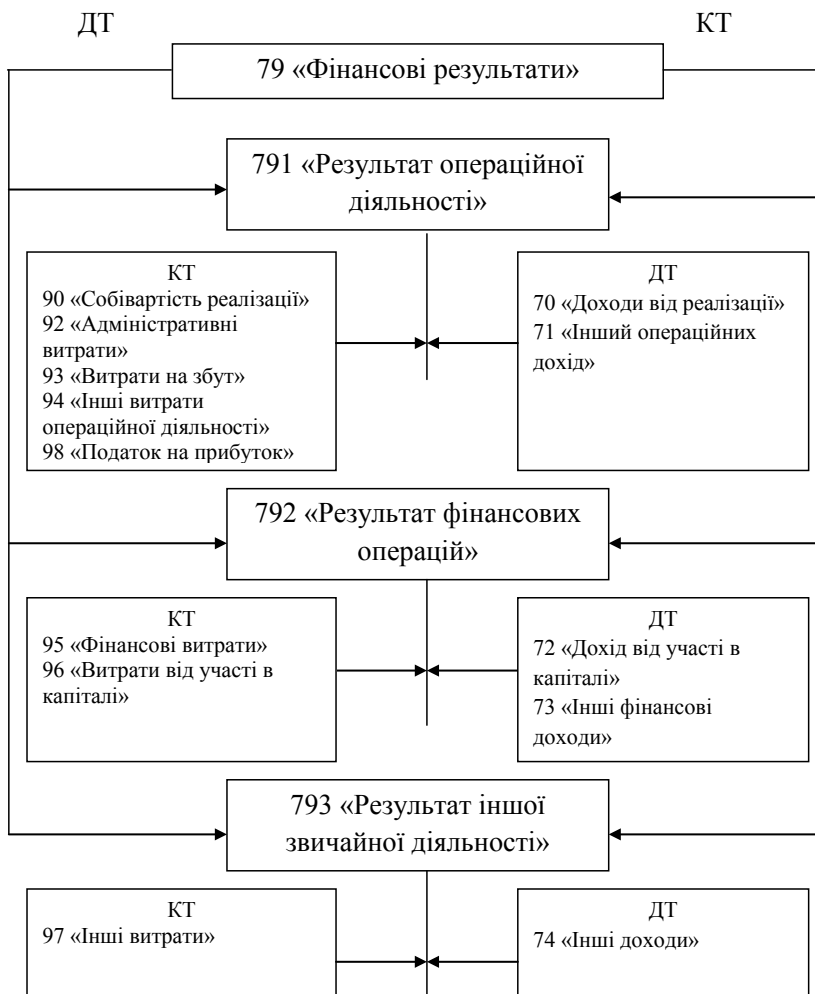 ДТ
КТ
79 «Фінансові результати»
791 «Результат операційної
діяльності»
КТ
90 «Собівартість реалізації»
92 «Адміністративні
витрати»
93 «Витрати на збут»
94 «Інші витрати
операційної діяльності»
98 «Податок на прибуток»
ДТ
70 «Доходи від реалізації»
71 «Інший операційних
дохід»
792 «Результат фінансових
операцій»
КТ
95 «Фінансові витрати»
96 «Витрати від участі в
капіталі»
ДТ
72 «Дохід від участі в
капіталі»
73 «Інші фінансові
доходи»
793 «Результат іншої
звичайної діяльності»
КТ
97 «Інші витрати»
ДТ
74 «Інші доходи»